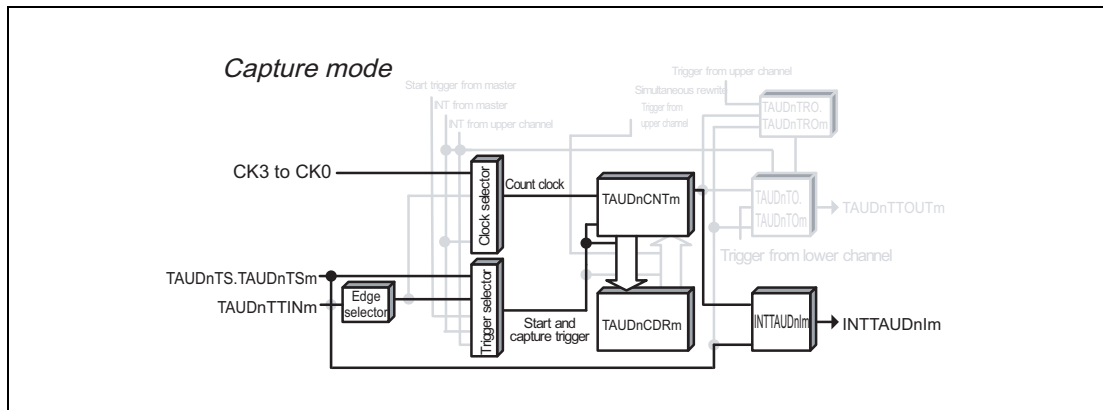 Capture mode
Trigger from upper channel
Start trigger from master
Simultaneous rewrite
INT from master
Trigger from
upper channel
INT from upper channel
TAUDnTRO.
TAUDnTROm
CK3 to CK0
Clock selector
Count clock
TAUDnCNTm
TAUDnTO.
TAUDnTOm
TAUDnTTOUTm
Trigger from lower channel
TAUDnTS.TAUDnTSm
TAUDnTTINm
Edge
selector
Trigger selector
Start and
capture trigger
TAUDnCDRm
INTTAUDnIm
INTTAUDnIm